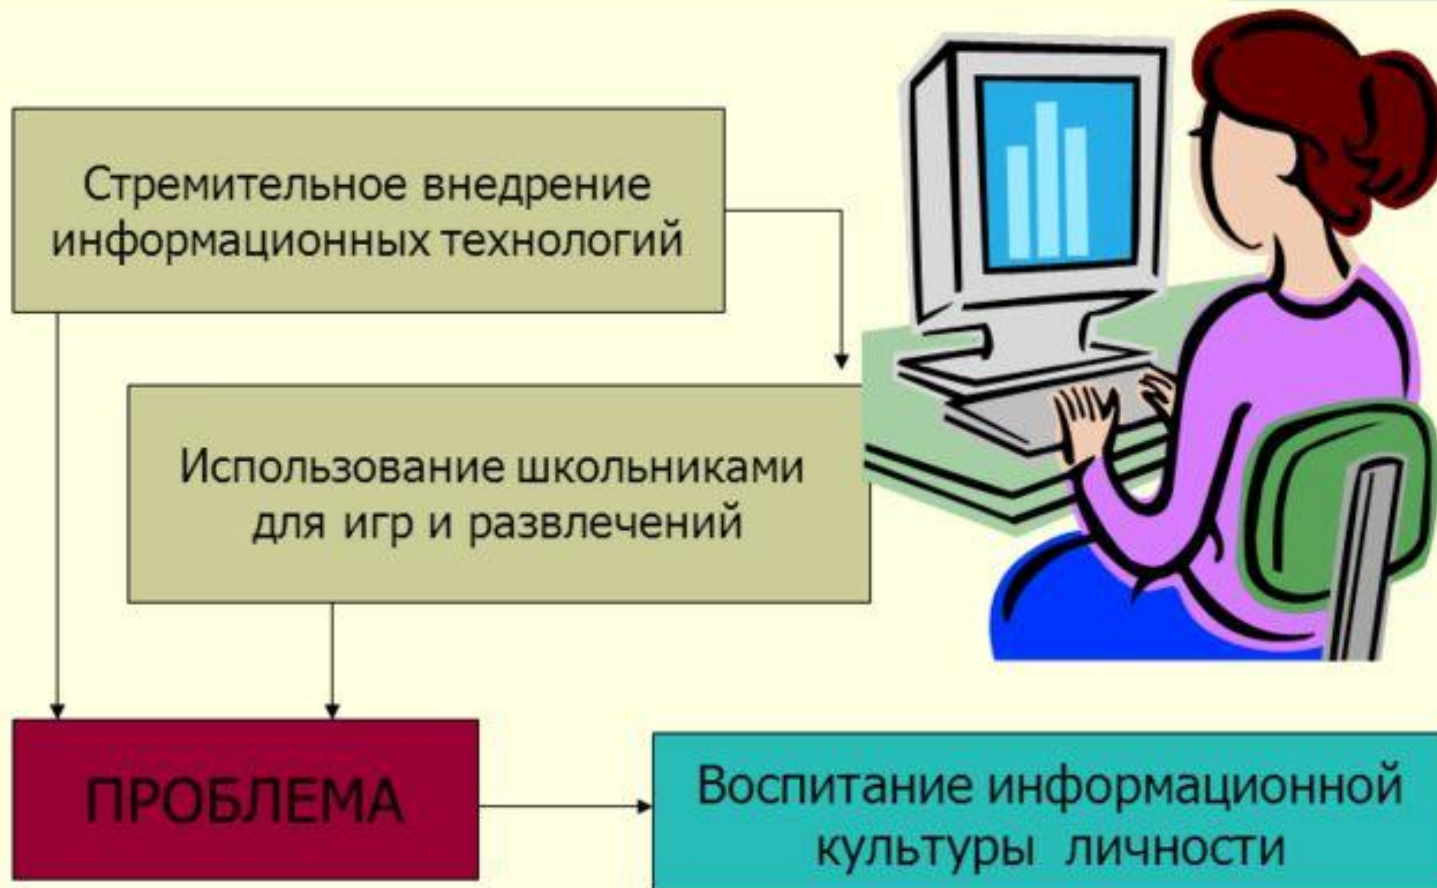 Стремительное внедрение
информационных технологий
Использование школьниками
для игр и развлечений
ПРОБЛЕМА
Воспитание информационной
культуры личности